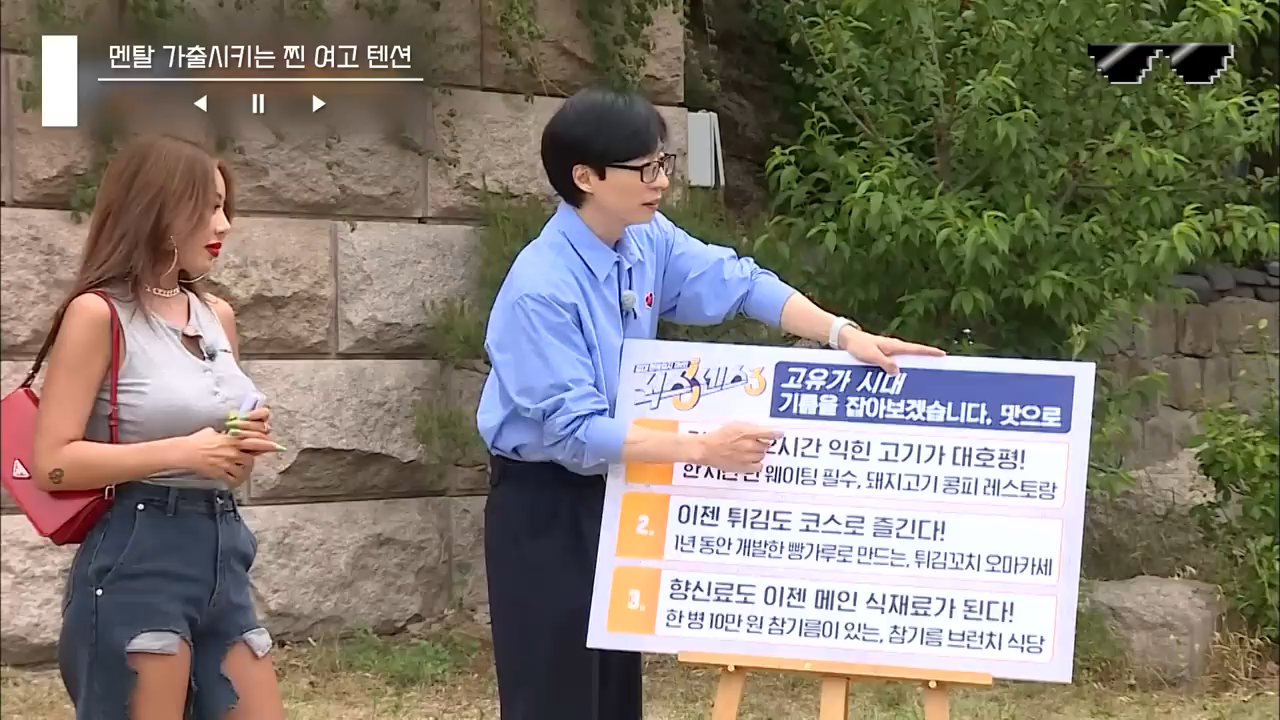 멘탈 가출시키는 찐 여고 텐션
고유가 시대
기름을 잡아보겠습니다, 맛으로
시간 익힌 고기가 대호평!
웨이팅 필수, 돼지고기 콩피 레스토랑
2.
이젠 튀김도 코스로 즐긴다!
1년 동안 개발한 빵가루로 만드는, 튀김꼬치 오마카세
3.
향신료도 이젠 메인 식재료가 된다!
한 병 10만 원 참기름이 있는, 참기름 브런치 식당